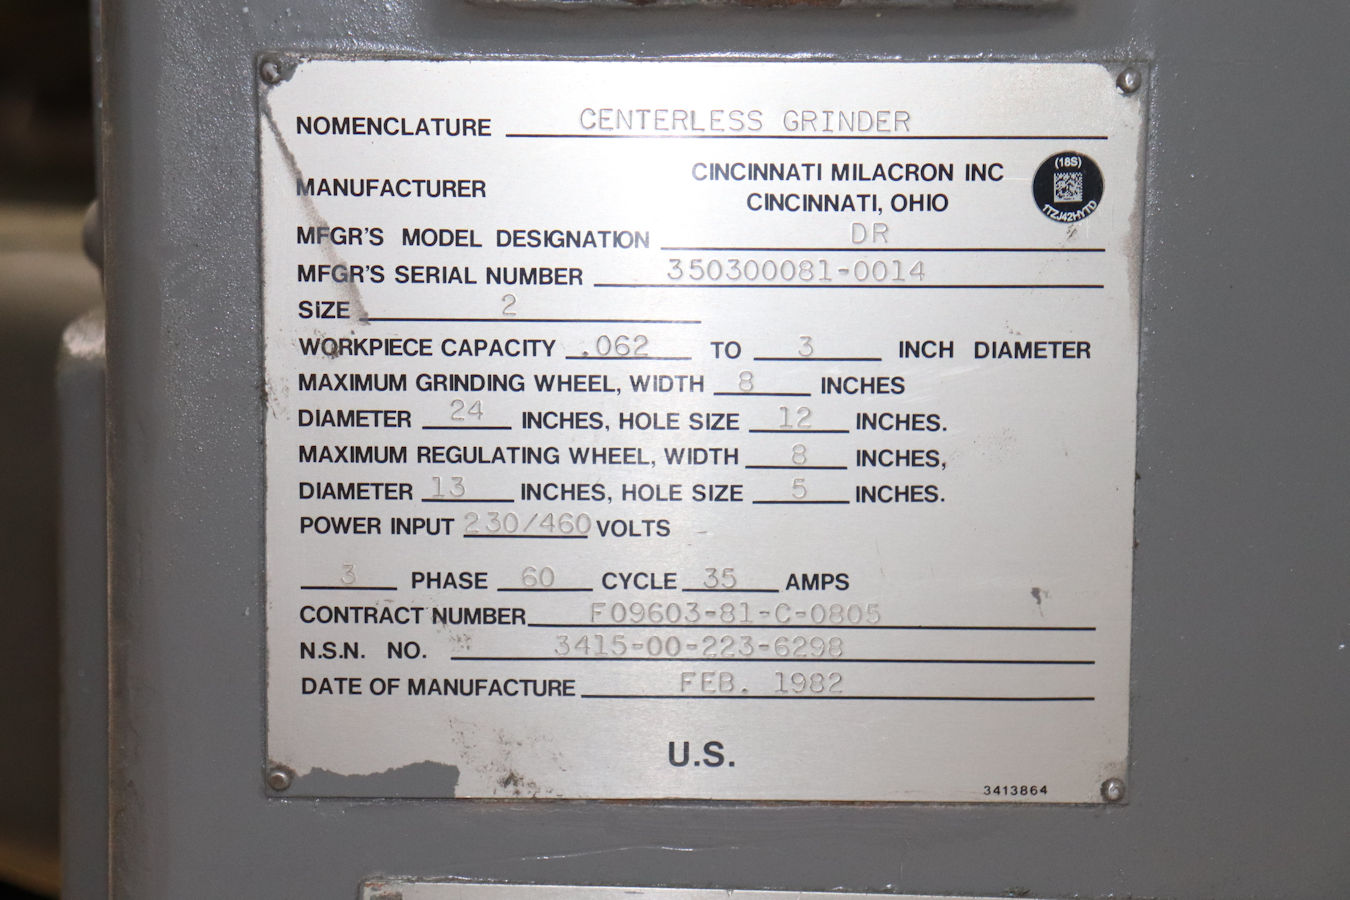 NOMENCLATURE CENTERLESS GRINDER
MANUFACTURER CINCINNATI MILACRON INC
CINCINNATI, OHIO
(18S)
1TZJ42HYTD
MFGR'S MODEL DESIGNATION DR
MFGR'S SERIAL NUMBER 350300081-0014
SIZE 2
WORKPIECE CAPACITY .062 TO 3 INCH DIAMETER
MAXIMUM GRINDING WHEEL, WIDTH 8 INCHES
DIAMETER 24 INCHES, HOLE SIZE 12 INCHES.
MAXIMUM REGULATING WHEEL, WIDTH 8 INCHES,
DIAMETER 13 INCHES, HOLE SIZE 5 INCHES.
POWER INPUT 230/460 VOLTS
3 PHASE 60 CYCLE 35 AMPS
CONTRACT NUMBER F09603-81-C-0805
N.S.N. NO. 3415-00-223-6298
DATE OF MANUFACTURE FEB. 1982
U.S.
3413864